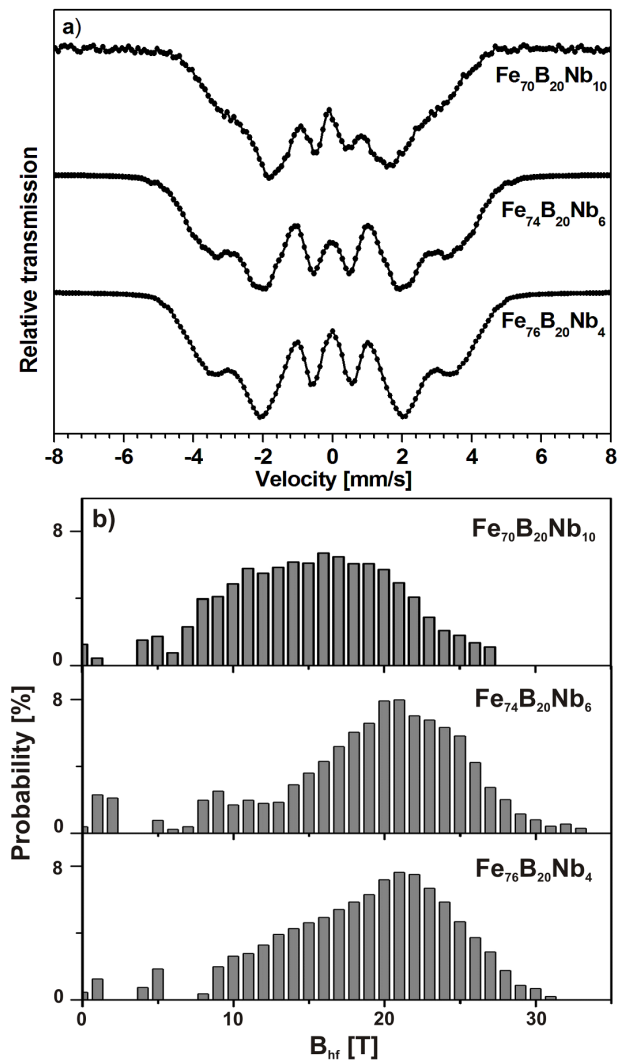 a)
Fe70B20Nb10
Fe74B20Nb6
Fe76B20Nb4
Relative transmission
-8 -6 -4 -2 0 2 4 6 8
Velocity [mm/s]
b)
Fe70B20Nb10
8
0
Fe74B20Nb6
8
0
Fe76B20Nb4
8
0
Probability [%]
0 10 20 30
Bhf [T]